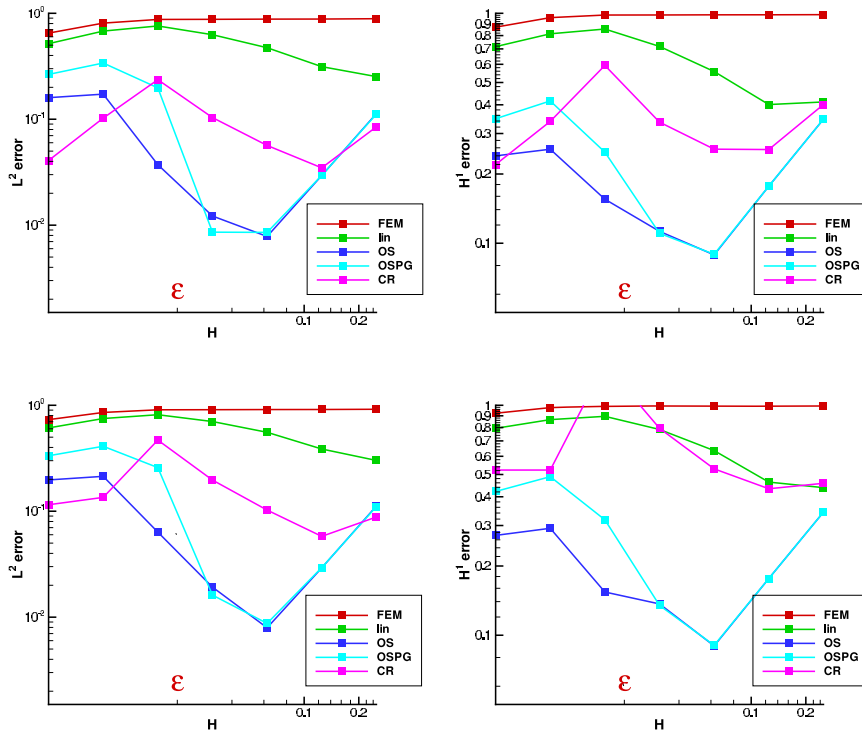 10^0
10^-1
10^-2
L^2 error
FEM
lin
OS
OSPG
CR
ε
0.1
0.2
H
1
0.9
0.8
0.7
0.6
0.5
0.4
0.3
0.2
0.1
H^1 error
FEM
lin
OS
OSPG
CR
ε
0.1
0.2
H
10^0
10^-1
10^-2
L^2 error
FEM
lin
OS
OSPG
CR
ε
0.1
0.2
H
1
0.9
0.8
0.7
0.6
0.5
0.4
0.3
0.2
0.1
H^1 error
FEM
lin
OS
OSPG
CR
ε
0.1
0.2
H